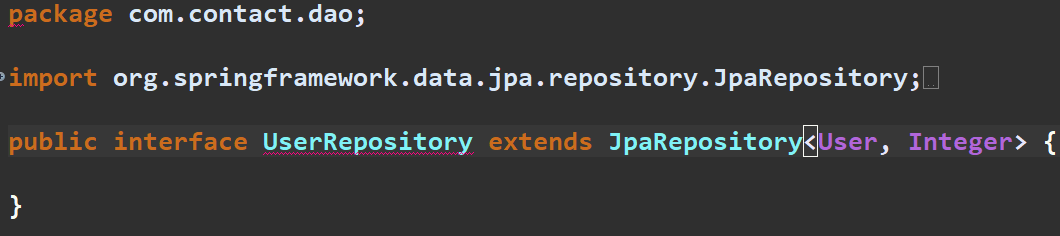 package com.contact.dao;
import org.springframework.data.jpa.repository.JpaRepository;
public interface UserRepository extends JpaRepository<User, Integer> {
}